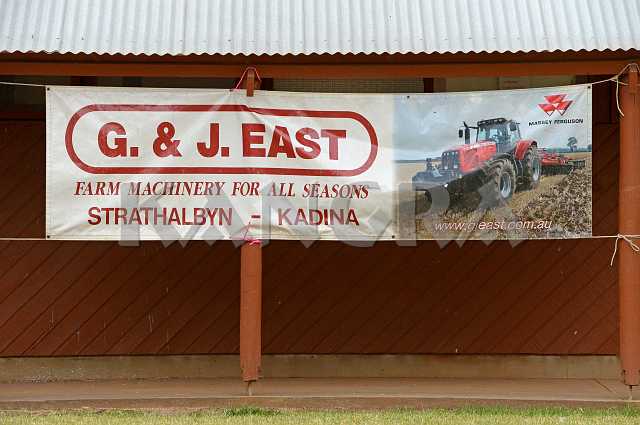 G. & J. EAST
FARM MACHINERY FOR ALL SEASONS
STRATHALBYN - KADINA
MASSEY FERGUSON
www.gjeast.com.au